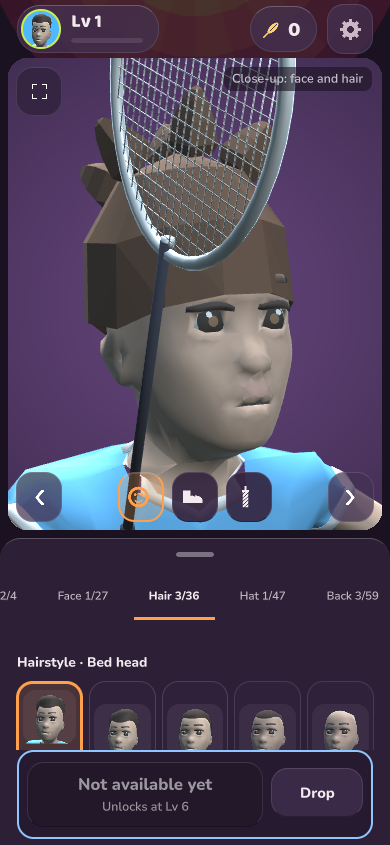 Lv 1
0
Close-up: face and hair
2/4
Face 1/27
Hair 3/36
Hat 1/47
Back 3/59
Hairstyle · Bed head
Not available yet
Unlocks at Lv 6
Drop